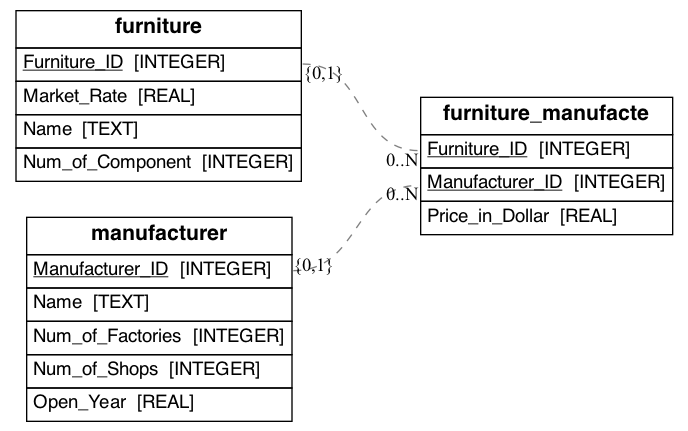 furniture
Furniture_ID [INTEGER]
Market_Rate [REAL]
Name [TEXT]
Num_of_Component [INTEGER]
{0,1}
furniture_manufacte
Furniture_ID [INTEGER]
Manufacturer_ID [INTEGER]
Price_in_Dollar [REAL]
0..N
0..N
manufacturer
Manufacturer_ID [INTEGER]
Name [TEXT]
Num_of_Factories [INTEGER]
Num_of_Shops [INTEGER]
Open_Year [REAL]
{0,1}